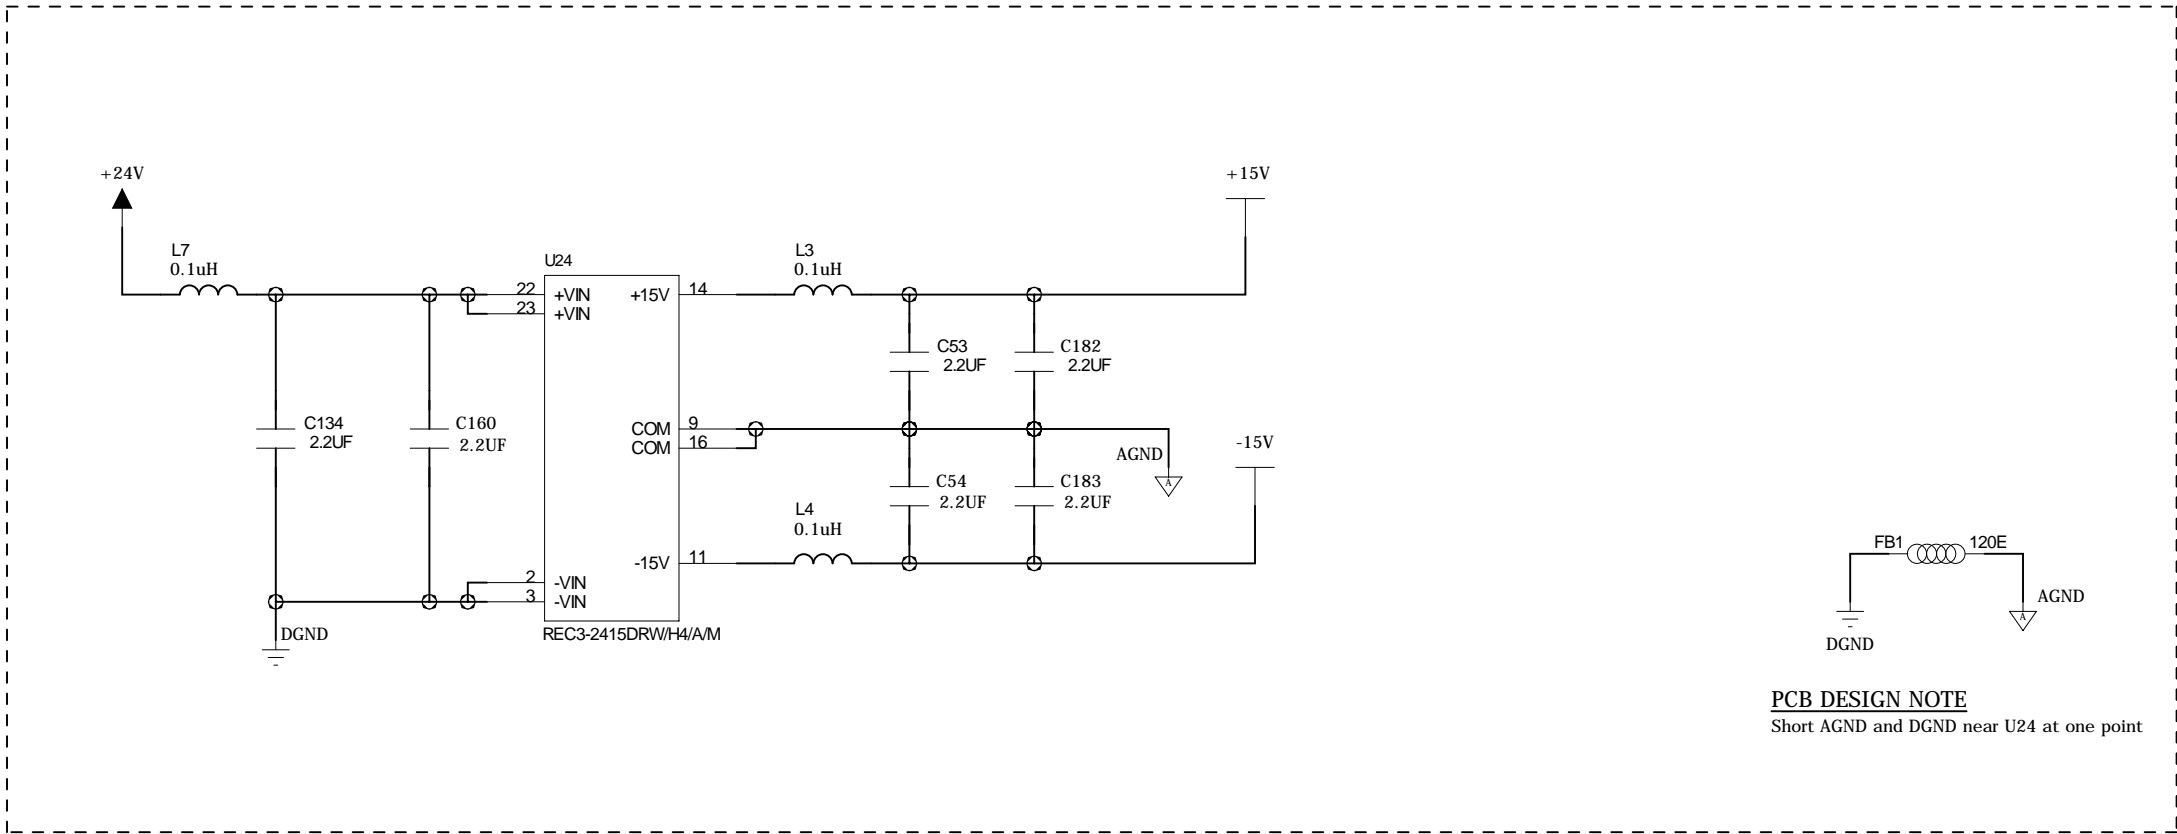 +24V
+15V
L7
0.1uH
U24
L3
0.1uH
22
+VIN
+15V
14
23
+VIN
C53
2.2UF
C182
2.2UF
C134
2.2UF
C160
2.2UF
COM
9
COM
16
AGND
A
-15V
C54
2.2UF
C183
2.2UF
L4
0.1uH
-15V
11
2
-VIN
3
-VIN
DGND
REC3-2415DRW/H4/A/M
FB1
120E
AGND
A
DGND
PCB DESIGN NOTE
Short AGND and DGND near U24 at one point